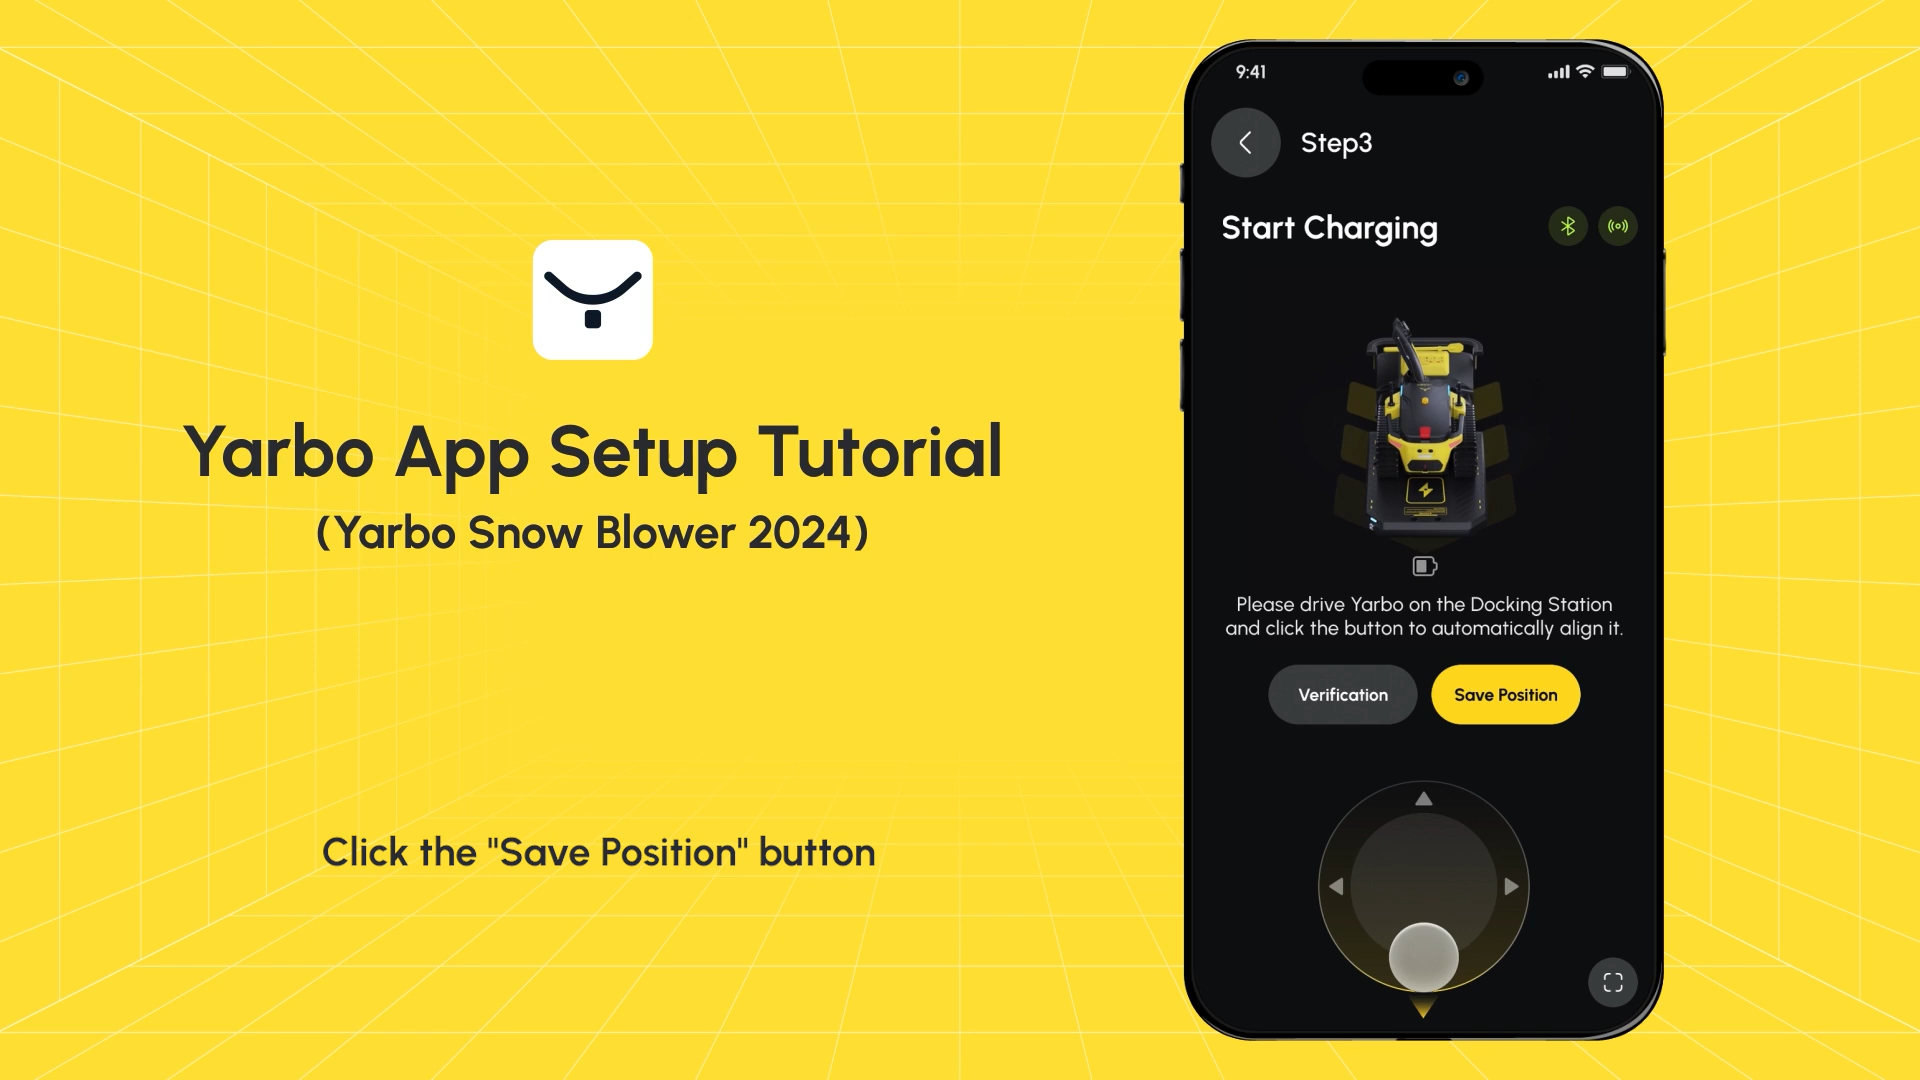 Yarbo App Setup Tutorial
(Yarbo Snow Blower 2024)
Click the "Save Position" button
9:41
Step3
Start Charging
Please drive Yarbo on the Docking Station
and click the button to automatically align it.
Verification
Save Position